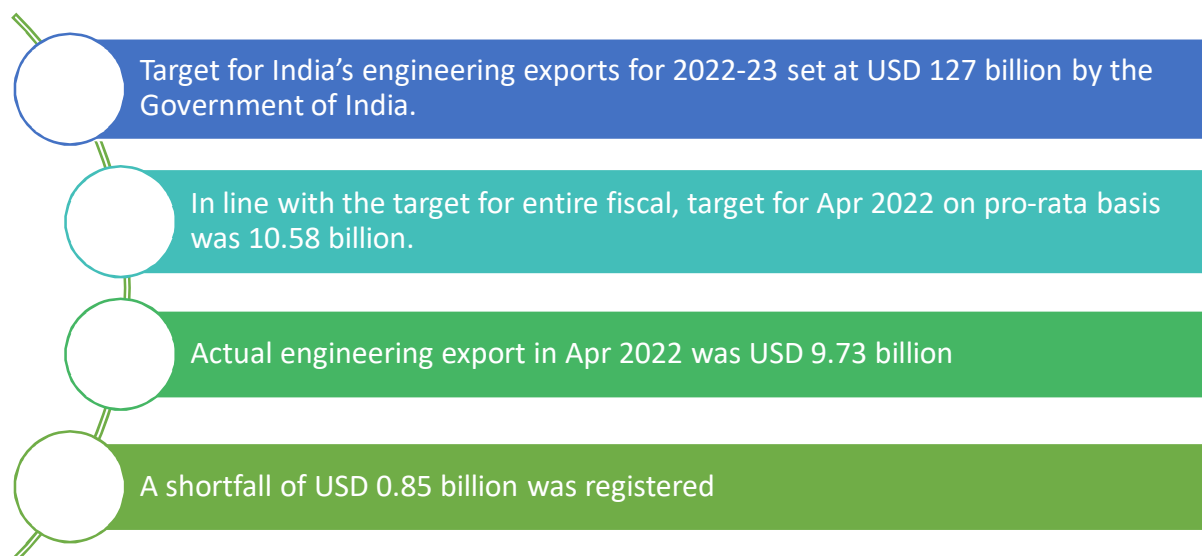 Target for India’s engineering exports for 2022-23 set at USD 127 billion by the
Government of India.
In line with the target for entire fiscal, target for Apr 2022 on pro-rata basis
was 10.58 billion.
Actual engineering export in Apr 2022 was USD 9.73 billion
A shortfall of USD 0.85 billion was registered